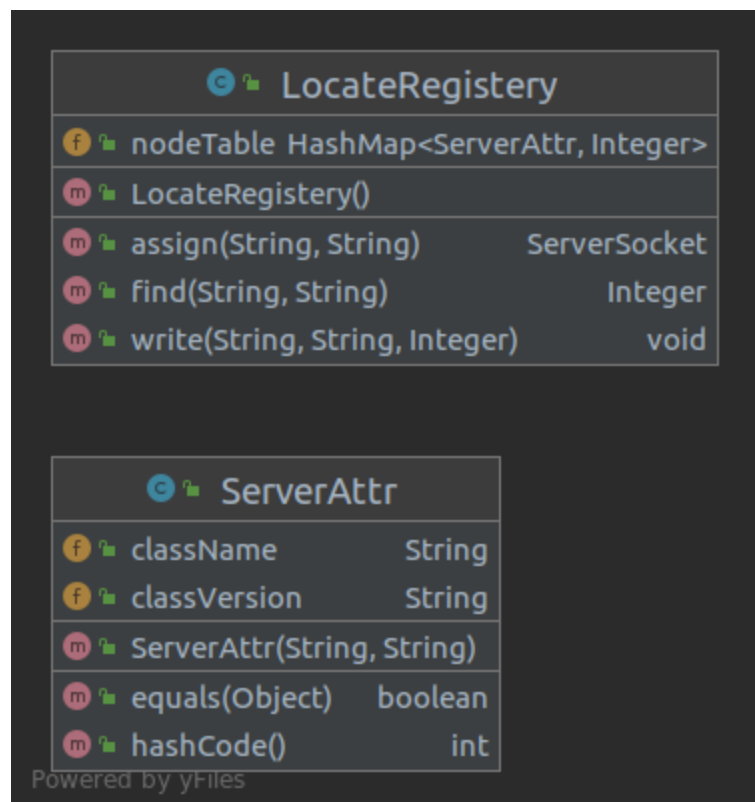 LocateRegistery
nodeTable HashMap<ServerAttr, Integer>
LocateRegistery()
assign(String, String) ServerSocket
find(String, String) Integer
write(String, String, Integer) void
ServerAttr
className String
classVersion String
ServerAttr(String, String)
equals(Object) boolean
hashCode() int
Powered by yFiles